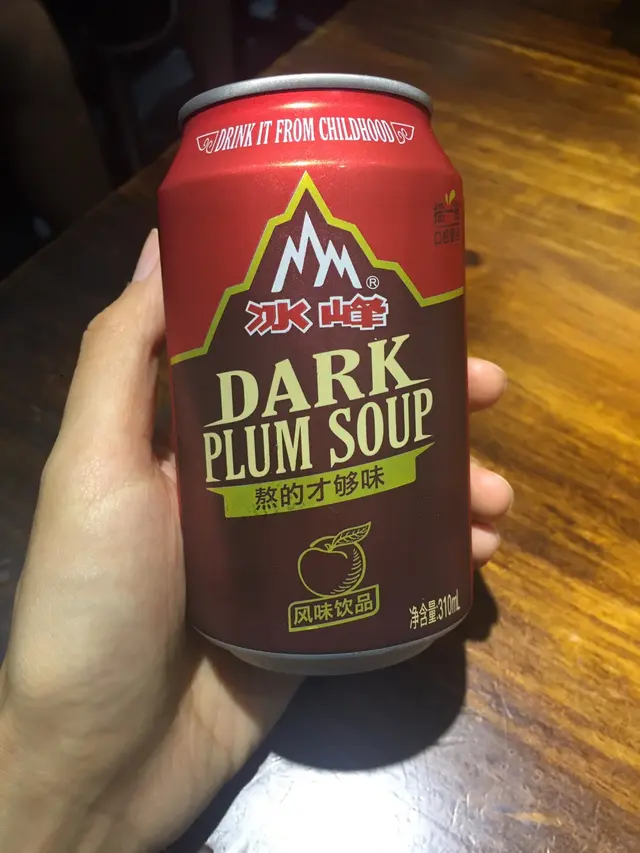 DRINK IT FROM CHILDHOOD
冰峰®
DARK
PLUM SOUP
熬的才够味
风味饮品
净含量:310mL